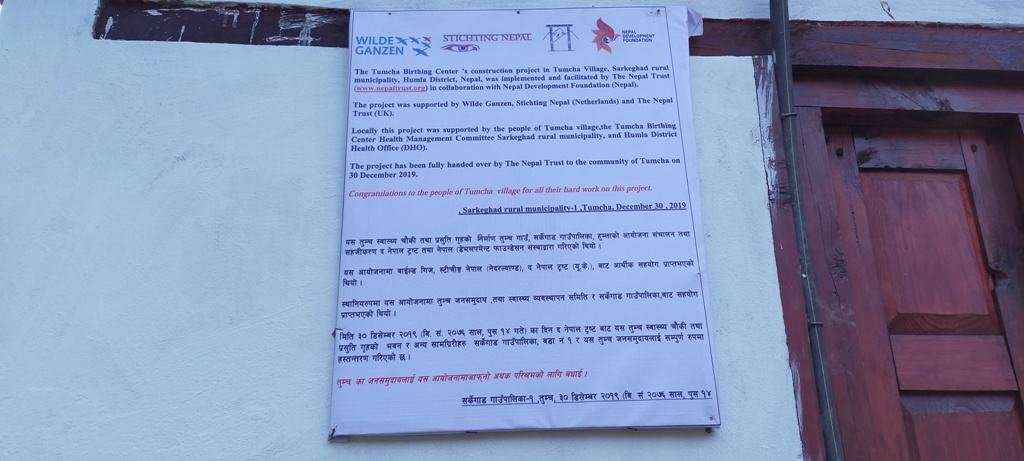 WILDE GANZEN
STICHTING NEPAL
NEPAL DEVELOPMENT FOUNDATION
The Tumcha Birthing Center 's construction project in Tumcha Village, Sarkeghad rural
municipality, Humla District, Nepal, was implemented and facilitated by The Nepal Trust
(www.nepaltrust.org) in collaboration with Nepal Development Foundation (Nepal).
The project was supported by Wilde Ganzen, Stichting Nepal (Netherlands) and The Nepal
Trust (UK).
Locally this project was supported by the people of Tumcha village,the Tumcha Birthing
Center Health Management Committee Sarkeghad rural municipality, and Humla District
Health Office (DHO).
The project has been fully handed over by The Nepal Trust to the community of Tumcha on
30 December 2019.
Congratulations to the people of Tumcha village for all their hard work on this project.
, Sarkeghad rural municipality-1 ,Tumcha, December 30 , 2019
यस तुम्च स्वास्थ्य चौकी तथा प्रसुति गृहको निर्माण तुम्च गाउँ, सर्केगाड गाउँपालिका, हुम्लाको आयोजना संचालन तथा
सहजीकरण द नेपाल ट्रष्ट तथा नेपाल (डेभलपमेण्ट फाउन्डेसन संस्थाद्वारा गरिएको थियो ।
यस आयोजनामा वाईल्ड गिज, स्टीचीङ्ग नेपाल (नेदरल्याण्ड), द नेपाल ट्रष्ट (यू.के.), बाट आर्थिक सहयोग प्राप्तभएको
थियो ।
स्थानियरुपमा यस आयोजनामा तुम्च जनसमुदाय ,तथा स्वास्थ्य व्यवस्थापन समिति र सर्केगाड गाउँपालिका,बाट सहयोग
प्राप्तभएको थियो ।
मिति ३० डिसेम्बर २०१९ (बि. सं. २०७६ साल, पुस १४ गते) का दिन द नेपाल ट्रष्ट बाट यस तुम्च स्वास्थ्य चौकी तथा
प्रसुति गृहको भवन र अन्य सामग्रिहरु सर्केगाड गाउँपालिका, वडा नं १ र यस तुम्च जनसमुदायलाई सम्पुर्ण रुपमा
हस्तन्तरण गरिएको छ ।
तुम्च का जनसमुदायलाई यस आयोजनामाआफ्नो अथक परिश्रमको लागि बधाई ।
सर्केगाड गाउँपालिका-१ ,तुम्च, ३० डिसेम्बर २०१९ (बि. सं २०७६ साल, पुस १४